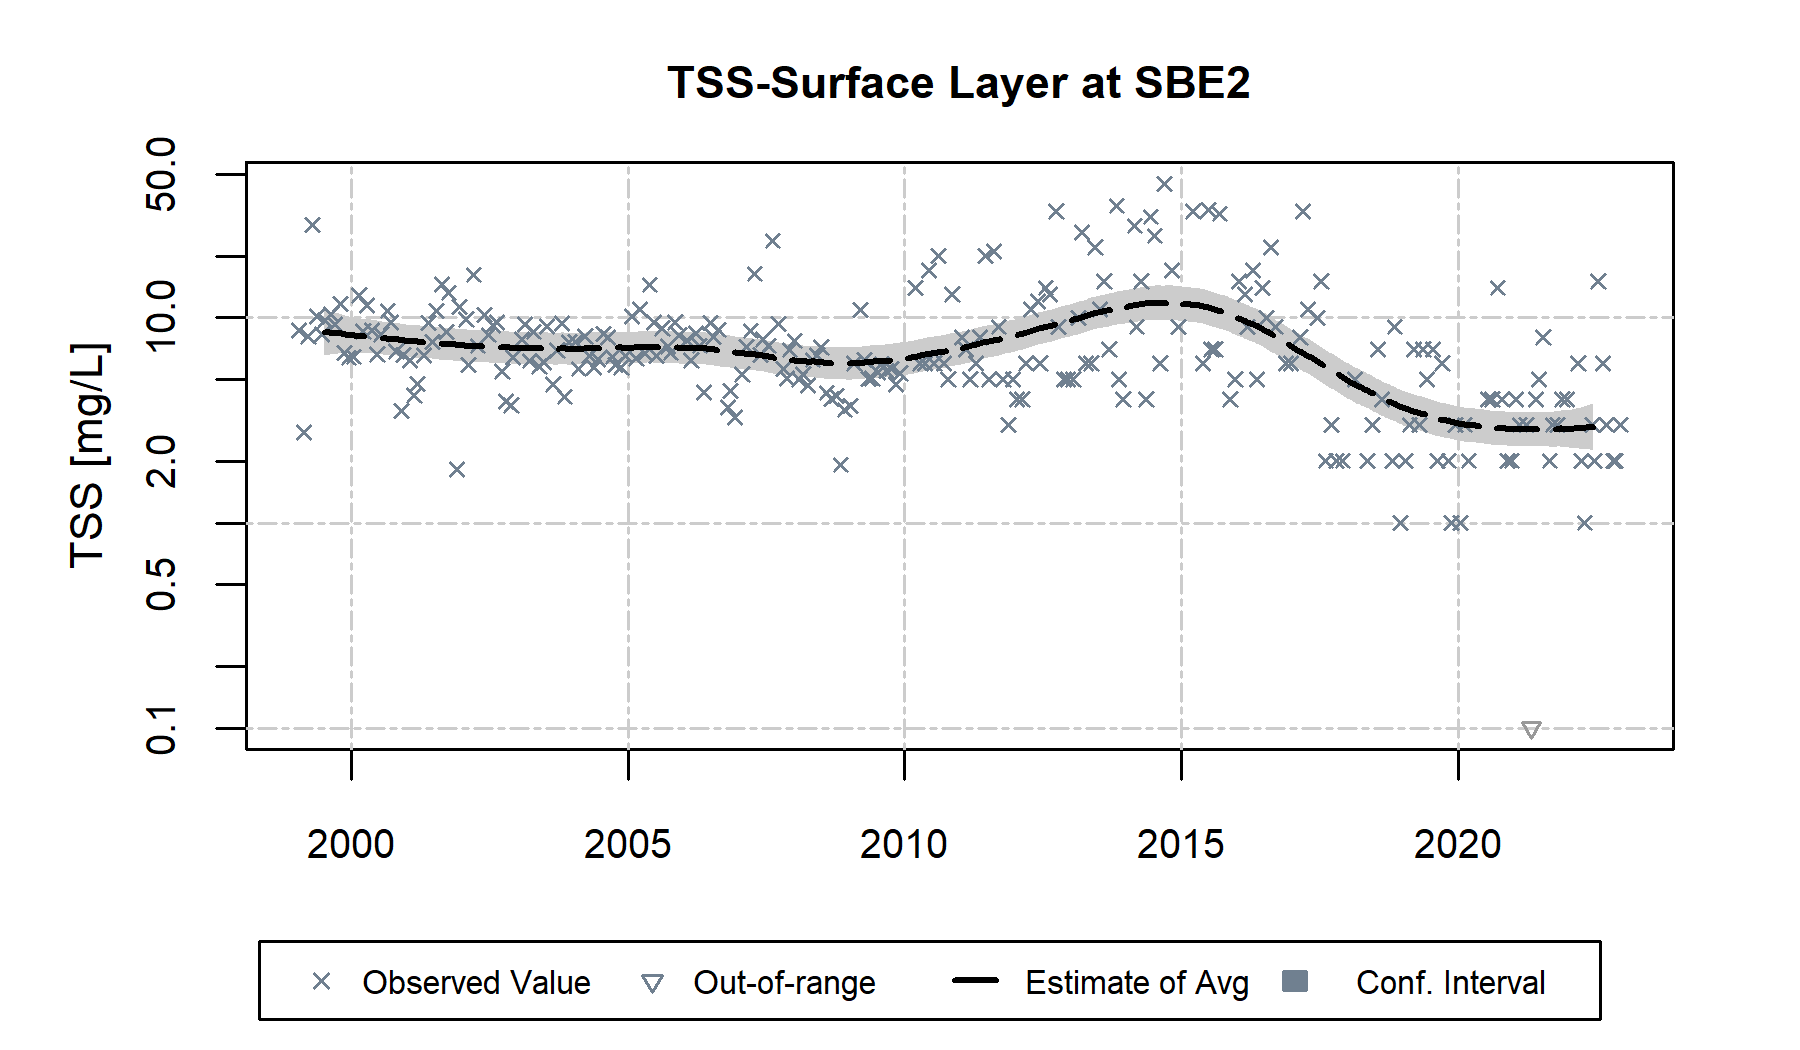 TSS-Surface Layer at SBE2
TSS [mg/L]
50.0
10.0
2.0
0.5
0.1
2000 2005 2010 2015 2020
Observed Value Out-of-range Estimate of Avg Conf. Interval